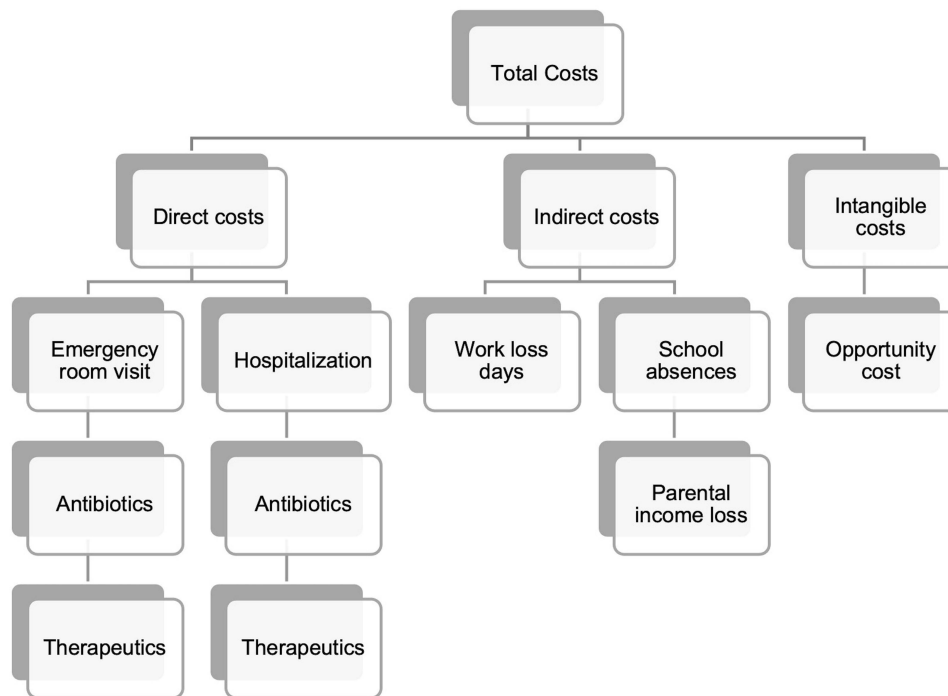 Total Costs
Direct costs
Indirect costs
Intangible
costs
Emergency
room visit
Hospitalization
Work loss
days
School
absences
Opportunity
cost
Antibiotics
Antibiotics
Parental
income loss
Therapeutics
Therapeutics